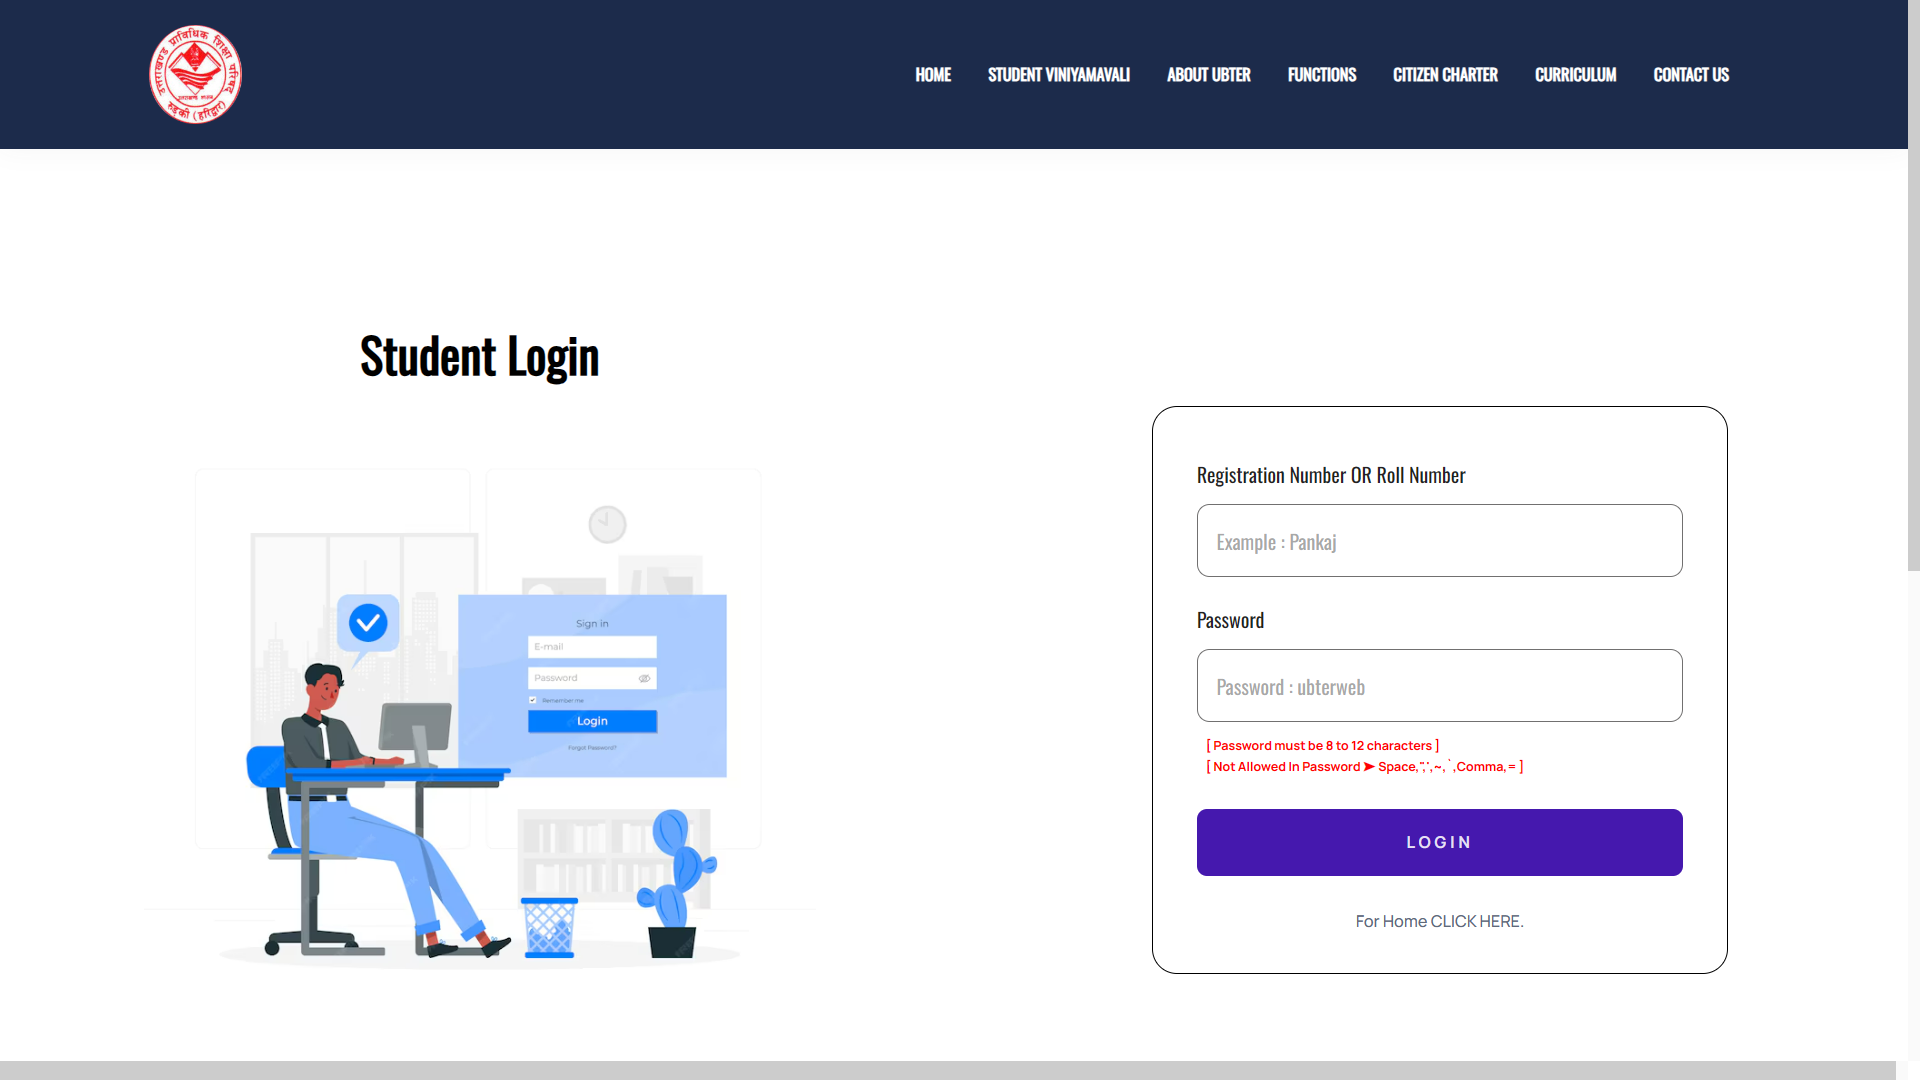 उत्तराखण्ड प्राविधिक शिक्षा परिषद
रुड़की (हरिद्वार)
HOME
STUDENT VINIYAMAVALI
ABOUT UBTER
FUNCTIONS
CITIZEN CHARTER
CURRICULUM
CONTACT US
Student Login
Sign in
E-mail
Password
Remember me
Login
Forgot Password?
Registration Number OR Roll Number
Example : Pankaj
Password
Password : ubterweb
[ Password must be 8 to 12 characters ]
[ Not Allowed In Password ➤ Space,",',~,`,Comma,= ]
LOGIN
For Home CLICK HERE.